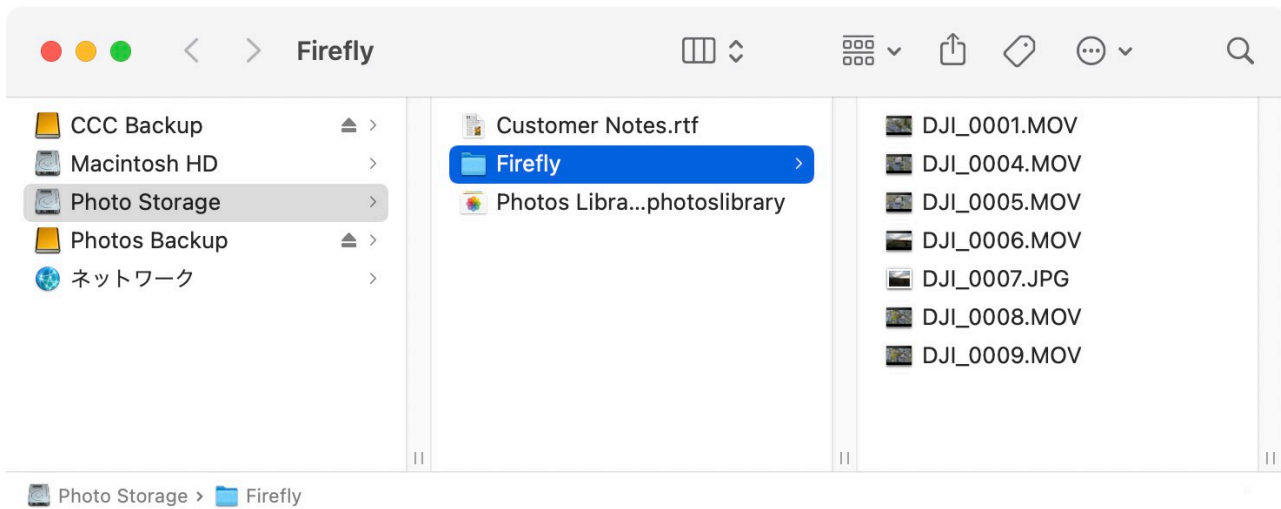 Firefly
CCC Backup
Macintosh HD
Photo Storage
Photos Backup
ネットワーク
Customer Notes.rtf
Firefly
Photos Libra...photoslibrary
DJI_0001.MOV
DJI_0004.MOV
DJI_0005.MOV
DJI_0006.MOV
DJI_0007.JPG
DJI_0008.MOV
DJI_0009.MOV
Photo Storage › Firefly